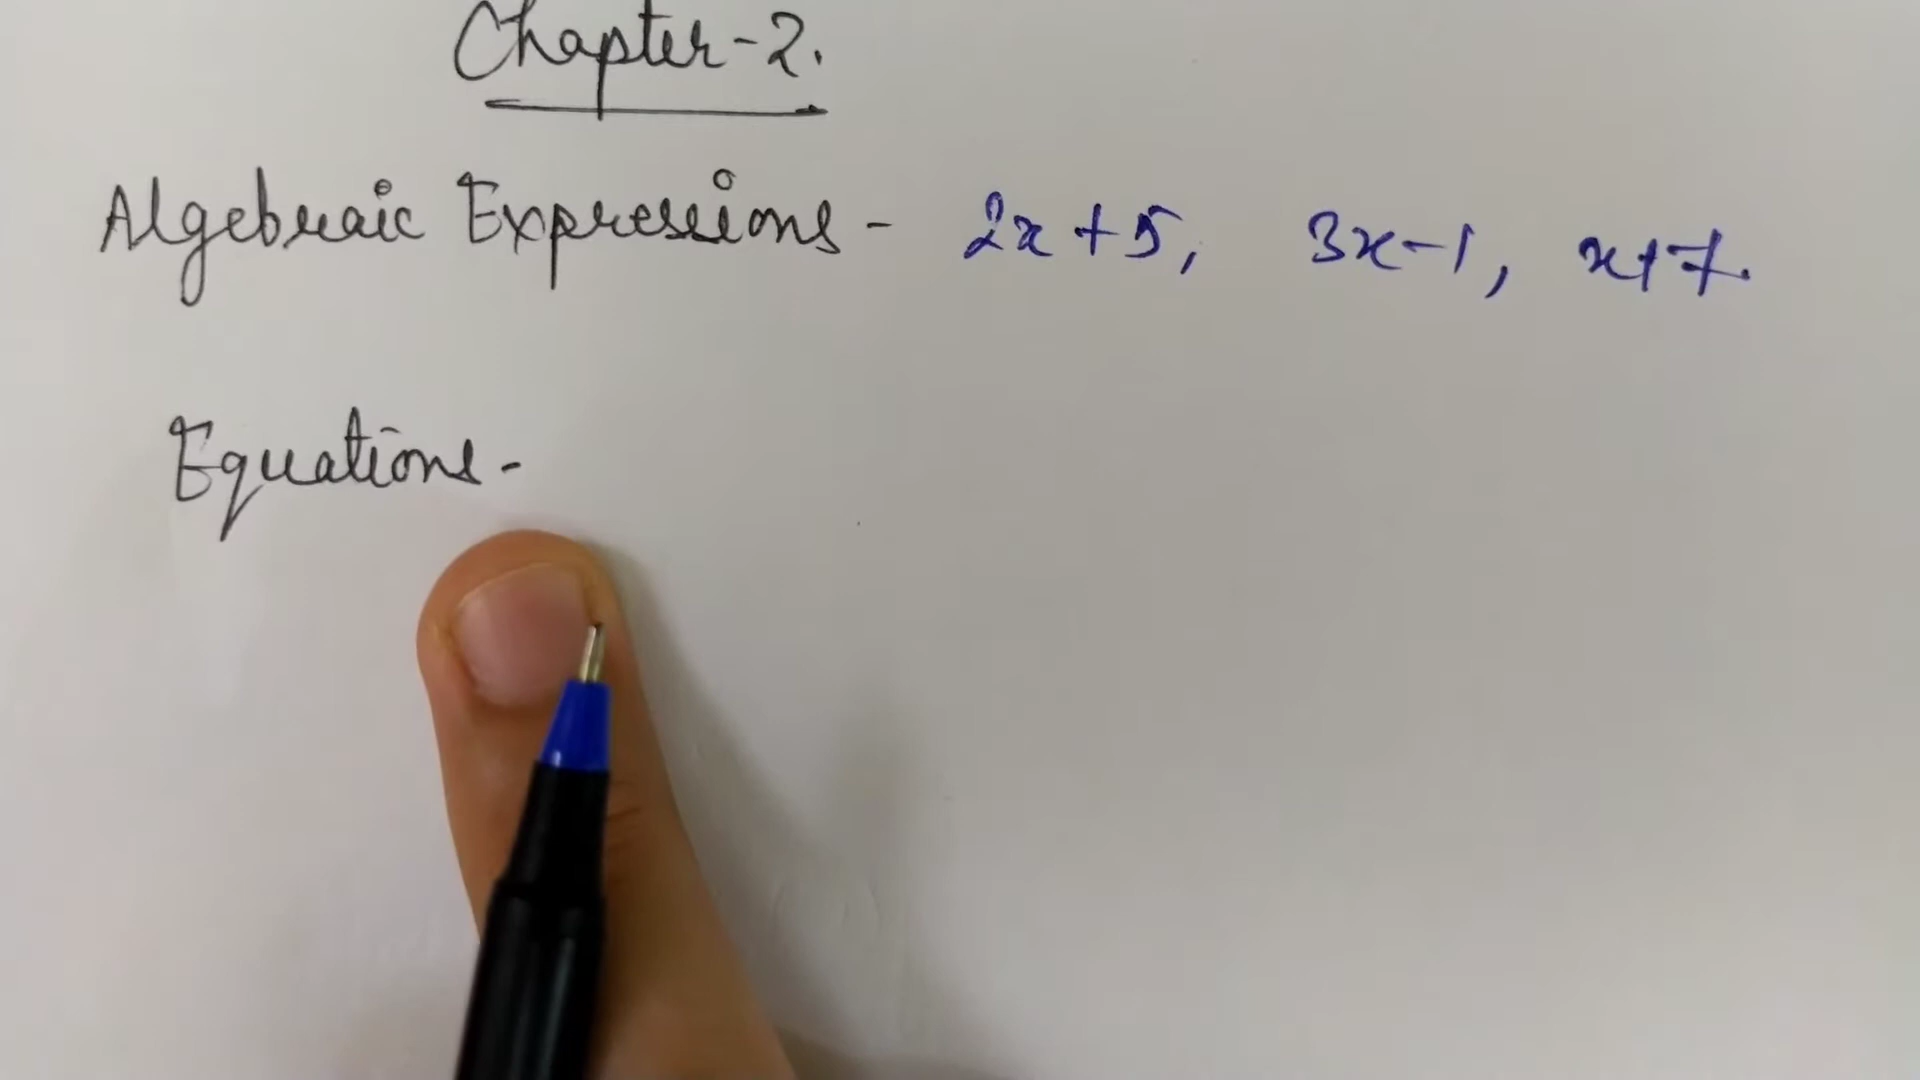 Chapter-2.
Algebraic Expressions - 2x+5, 3x-1, x+7.
Equations -